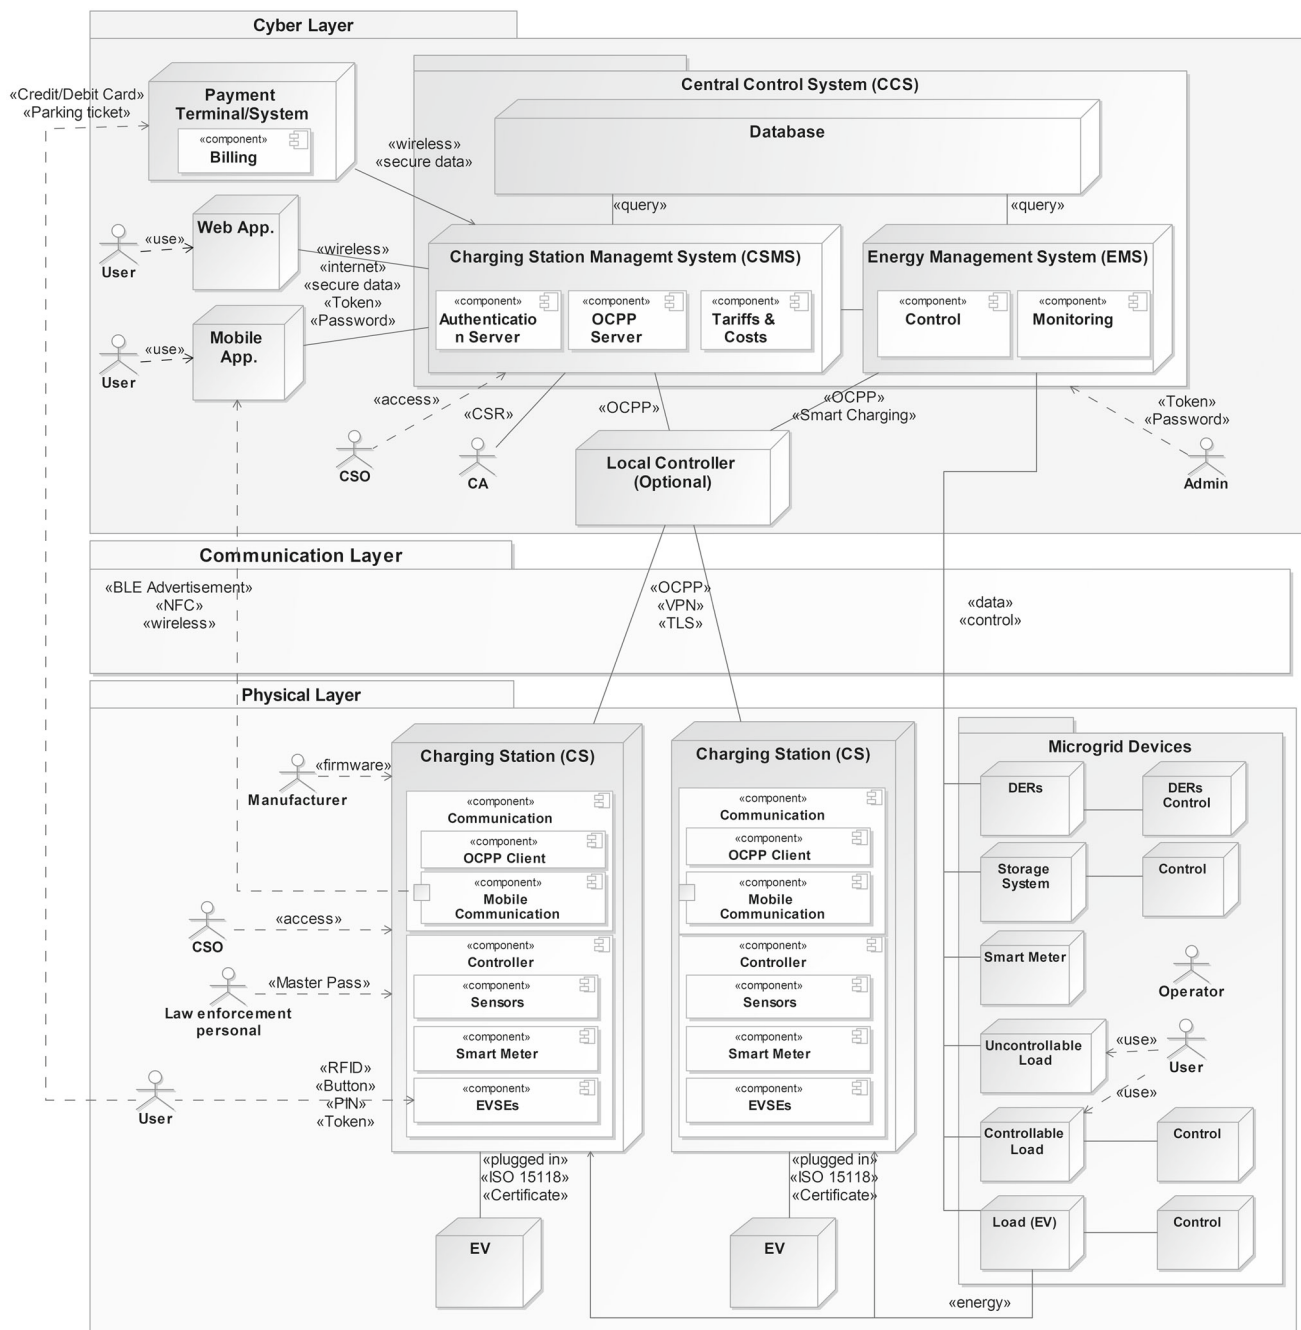 Cyber Layer
«Credit/Debit Card»
«Parking ticket»
Payment
Terminal/System
«component»
Billing
«wireless»
«secure data»
Central Control System (CCS)
Database
«query»
«query»
Web App.
User
«use»
«wireless»
«internet»
«secure data»
«Token»
«Password»
Mobile
App.
User
«use»
Charging Station Managemt System (CSMS)
«component»
Authenticatio
n Server
«component»
OCPP
Server
«component»
Tariffs &
Costs
Energy Management System (EMS)
«component»
Control
«component»
Monitoring
«access»
CSO
«CSR»
CA
«OCPP»
«OCPP»
«Smart Charging»
«Token»
«Password»
Admin
Local Controller
(Optional)
Communication Layer
«BLE Advertisement»
«NFC»
«wireless»
«OCPP»
«VPN»
«TLS»
«data»
«control»
Physical Layer
Manufacturer
«firmware»
CSO
«access»
Law enforcement
personal
«Master Pass»
User
«RFID»
«Button»
«PIN»
«Token»
Charging Station (CS)
«component»
Communication
«component»
OCPP Client
«component»
Mobile
Communication
«component»
Controller
«component»
Sensors
«component»
Smart Meter
«component»
EVSEs
«plugged in»
«ISO 15118»
«Certificate»
EV
Charging Station (CS)
«component»
Communication
«component»
OCPP Client
«component»
Mobile
Communication
«component»
Controller
«component»
Sensors
«component»
Smart Meter
«component»
EVSEs
«plugged in»
«ISO 15118»
«Certificate»
EV
Microgrid Devices
DERs
DERs
Control
Storage
System
Control
Smart Meter
Operator
Uncontrollable
Load
«use»
User
«use»
Controllable
Load
Control
Load (EV)
Control
«energy»